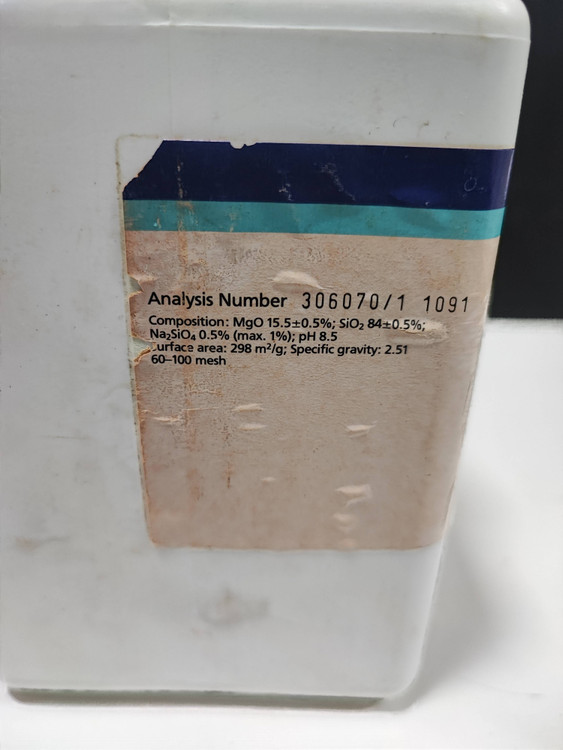 Analysis Number 306070/1 1091
Composition: MgO 15.5±0.5%; SiO₂ 84±0.5%;
Na₂SiO₄ 0.5% (max. 1%); pH 8.5
urface area: 298 m²/g; Specific gravity: 2.51
60–100 mesh